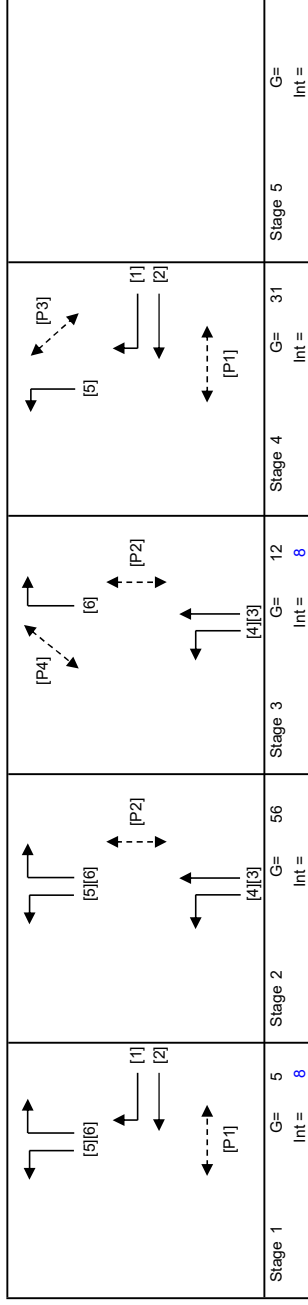 [5][6]
[1]
[2]
[P1]
Stage 1 G= 5
Int = 8
[5][6]
[P2]
[4][3]
Stage 2 G= 56
Int =
[P4]
[6]
[P2]
[4][3]
Stage 3 G= 12
Int = 8
[P3]
[5]
[1]
[2]
[P1]
Stage 4 G= 31
Int =
Stage 5 G=
Int =